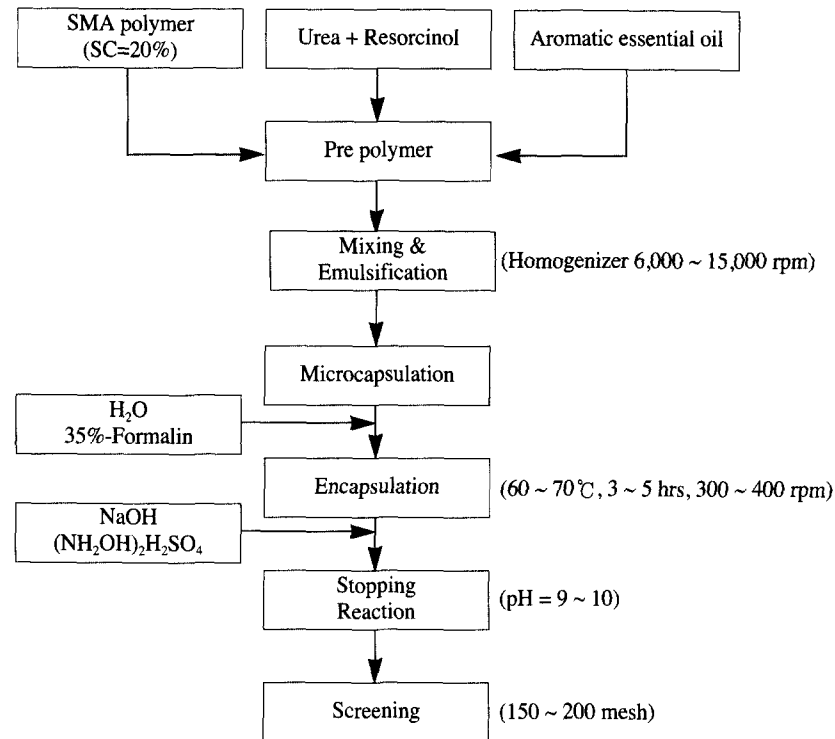 SMA polymer
(SC=20%)
Urea + Resorcinol
Aromatic essential oil
Pre polymer
Mixing &
Emulsification
(Homogenizer 6,000 ~ 15,000 rpm)
Microcapsulation
H₂O
35%-Formalin
Encapsulation
(60 ~ 70℃, 3 ~ 5 hrs, 300 ~ 400 rpm)
NaOH
(NH₂OH)₂H₂SO₄
Stopping
Reaction
(pH = 9 ~ 10)
Screening
(150 ~ 200 mesh)